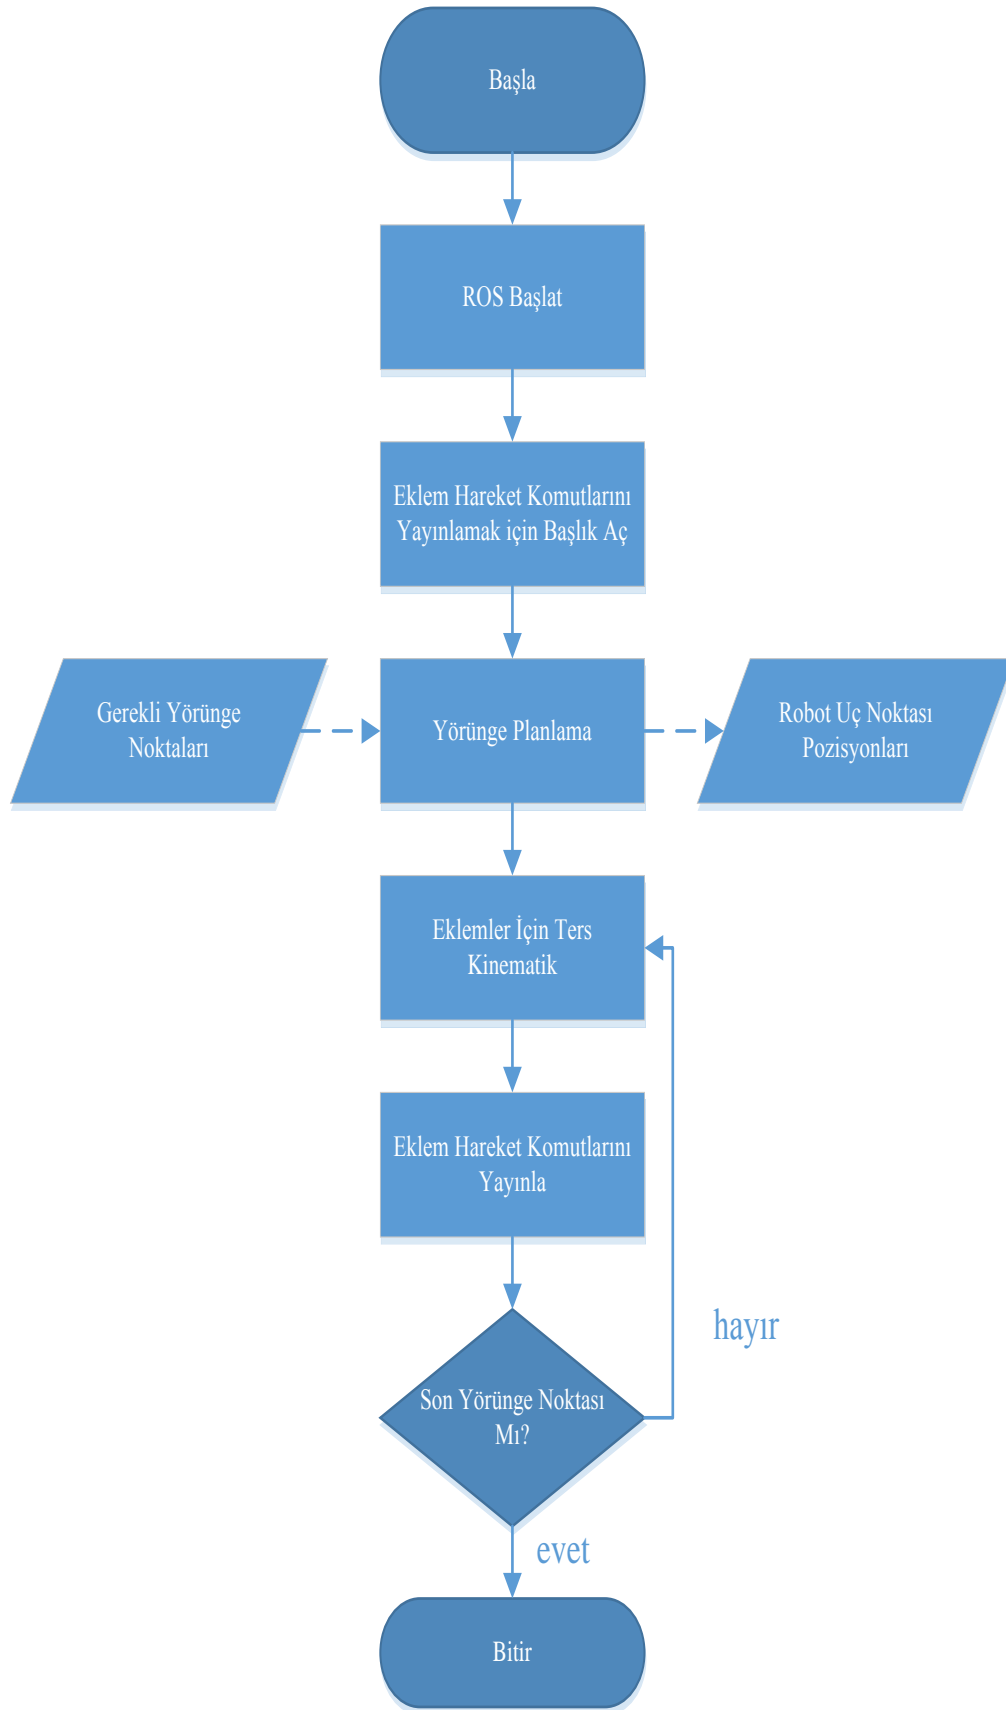 Başla
ROS Başlat
Eklem Hareket Komutlarını
Yayınlamak için Başlık Aç
Gerekli Yörünge
Noktaları
Yörünge Planlama
Robot Uç Noktası
Pozisyonları
Eklemler İçin Ters
Kinematik
Eklem Hareket Komutlarını
Yayınla
hayır
Son Yörünge Noktası
Mı?
evet
Bitir